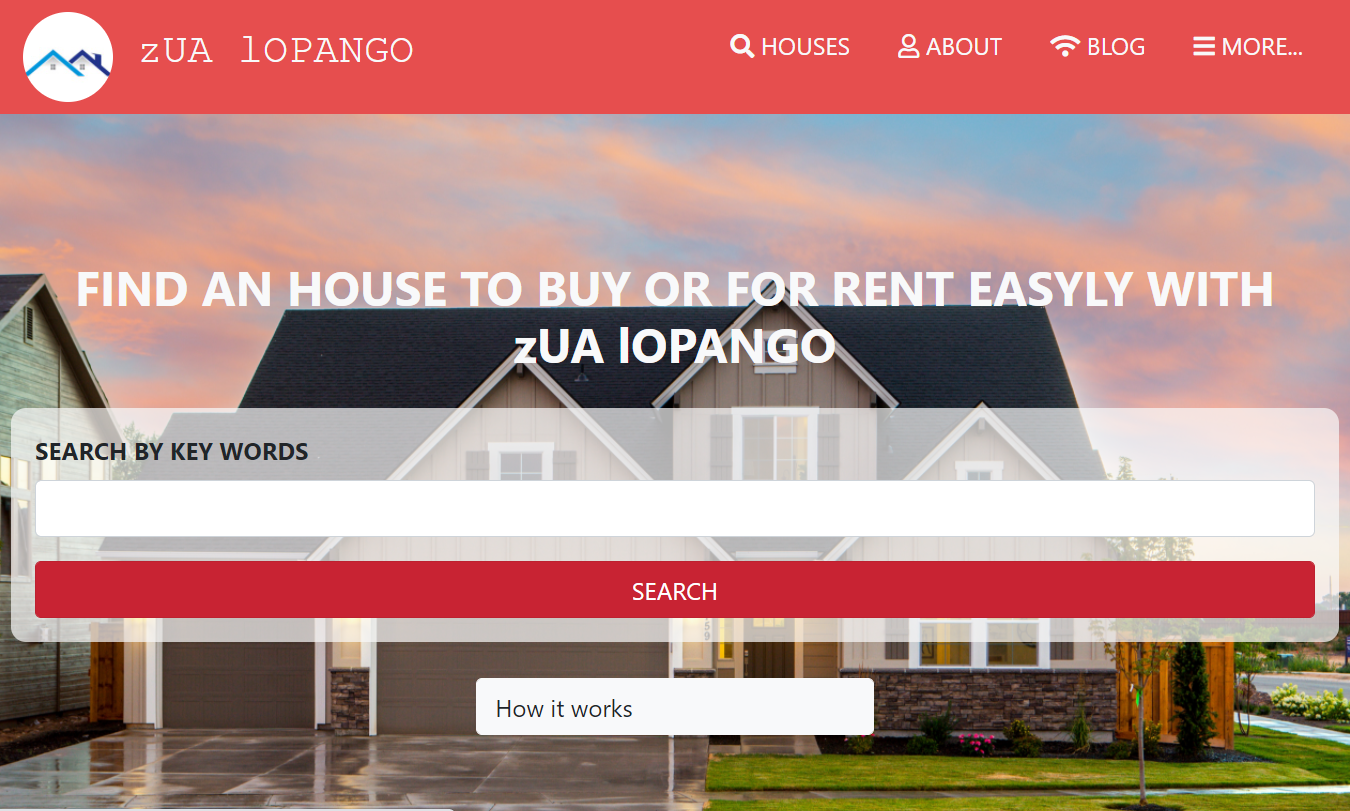 zUA lOPANGO
HOUSES
ABOUT
BLOG
MORE...
FIND AN HOUSE TO BUY OR FOR RENT EASYLY WITH
zUA lOPANGO
SEARCH BY KEY WORDS
SEARCH
How it works